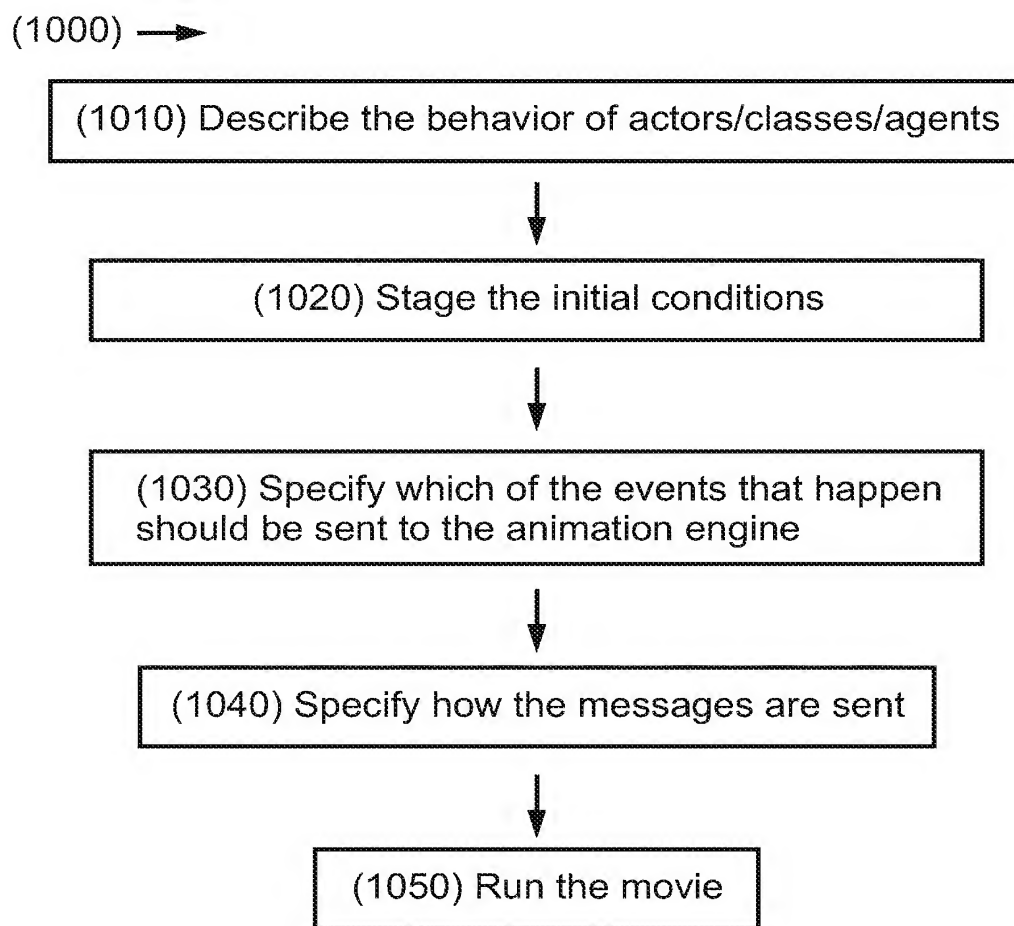 (1000)
(1010) Describe the behavior of actors/classes/agents
(1020) Stage the initial conditions
(1030) Specify which of the events that happen
should be sent to the animation engine
(1040) Specify how the messages are sent
(1050) Run the movie